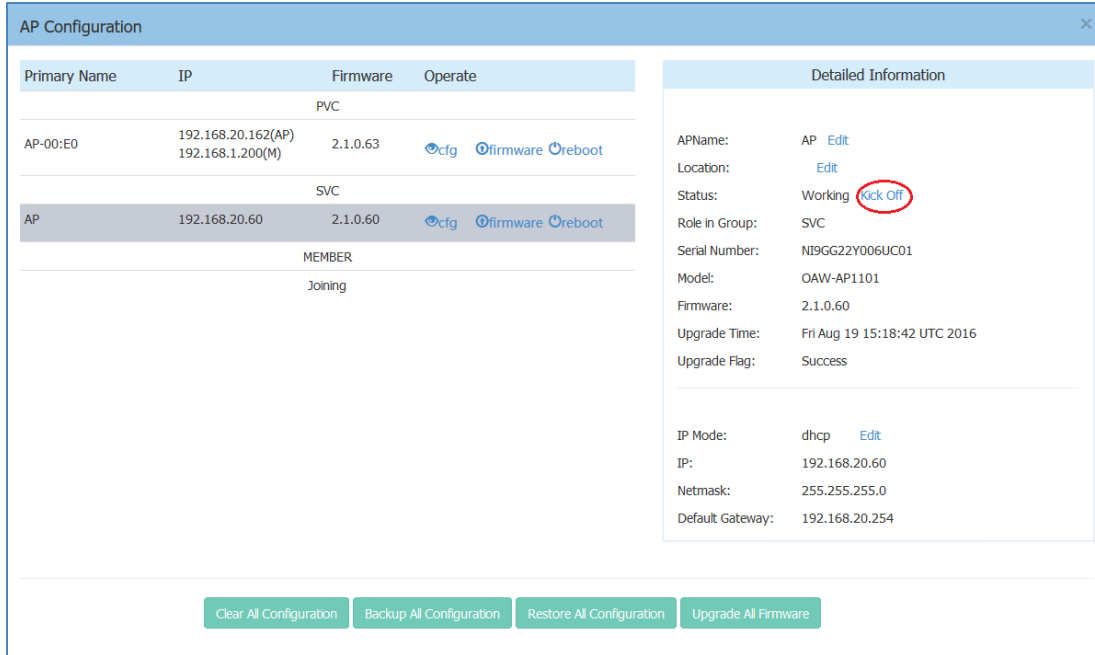 AP Configuration
×
Primary Name IP Firmware Operate
PVC
AP-00:E0 192.168.20.162(AP) 192.168.1.200(M) 2.1.0.63 cfg firmware reboot
SVC
AP 192.168.20.60 2.1.0.60 cfg firmware reboot
MEMBER
Joining
Detailed Information
APName: AP Edit
Location: Edit
Status: Working Kick Off
Role in Group: SVC
Serial Number: NI9GG22Y006UC01
Model: OAW-AP1101
Firmware: 2.1.0.60
Upgrade Time: Fri Aug 19 15:18:42 UTC 2016
Upgrade Flag: Success
IP Mode: dhcp Edit
IP: 192.168.20.60
Netmask: 255.255.255.0
Default Gateway: 192.168.20.254
Clear All Configuration Backup All Configuration Restore All Configuration Upgrade All Firmware